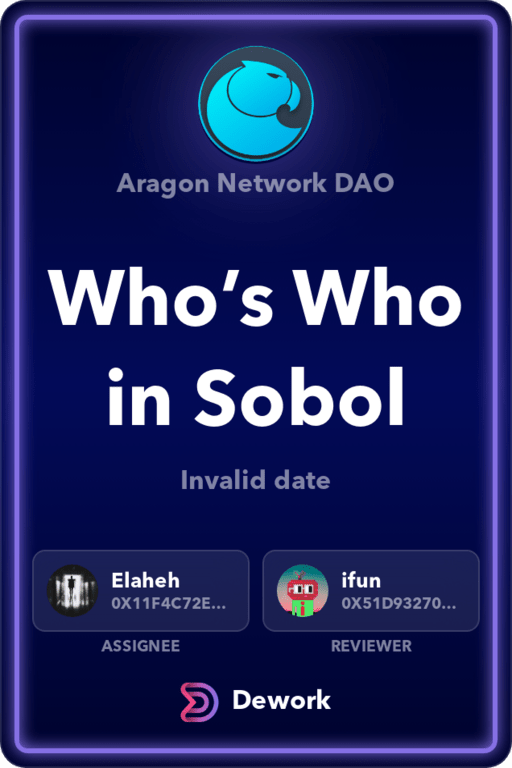 Aragon Network DAO
Who’s Who
in Sobol
Invalid date
Elaheh
0X11F4C72E...
ASSIGNEE
ifun
0X51D93270...
REVIEWER
Dework